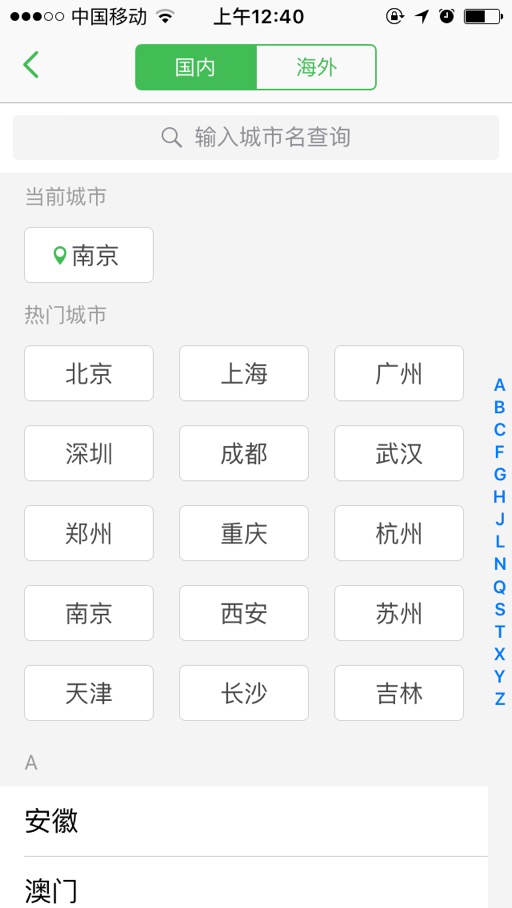 中国移动 上午12:40
国内 海外
输入城市名查询
当前城市
南京
热门城市
北京 上海 广州
深圳 成都 武汉
郑州 重庆 杭州
南京 西安 苏州
天津 长沙 吉林
A
安徽
澳门
A
B
C
F
G
H
J
L
N
Q
S
T
X
Y
Z